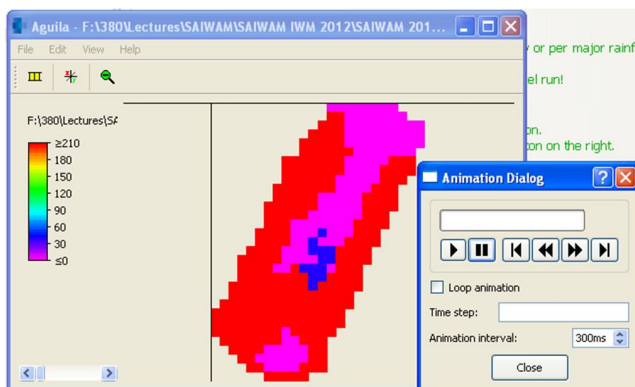 Aguila - F:\380\Lectures\SAIWAM\SAIWAM IWM 2012\SAIWAM 201...
File Edit View Help
or per major rainf
el run!
on.
on on the right.
F:\380\Lectures\SA
≥210
180
150
120
90
60
30
≤0
Animation Dialog
Loop animation
Time step:
Animation interval:
300ms
Close